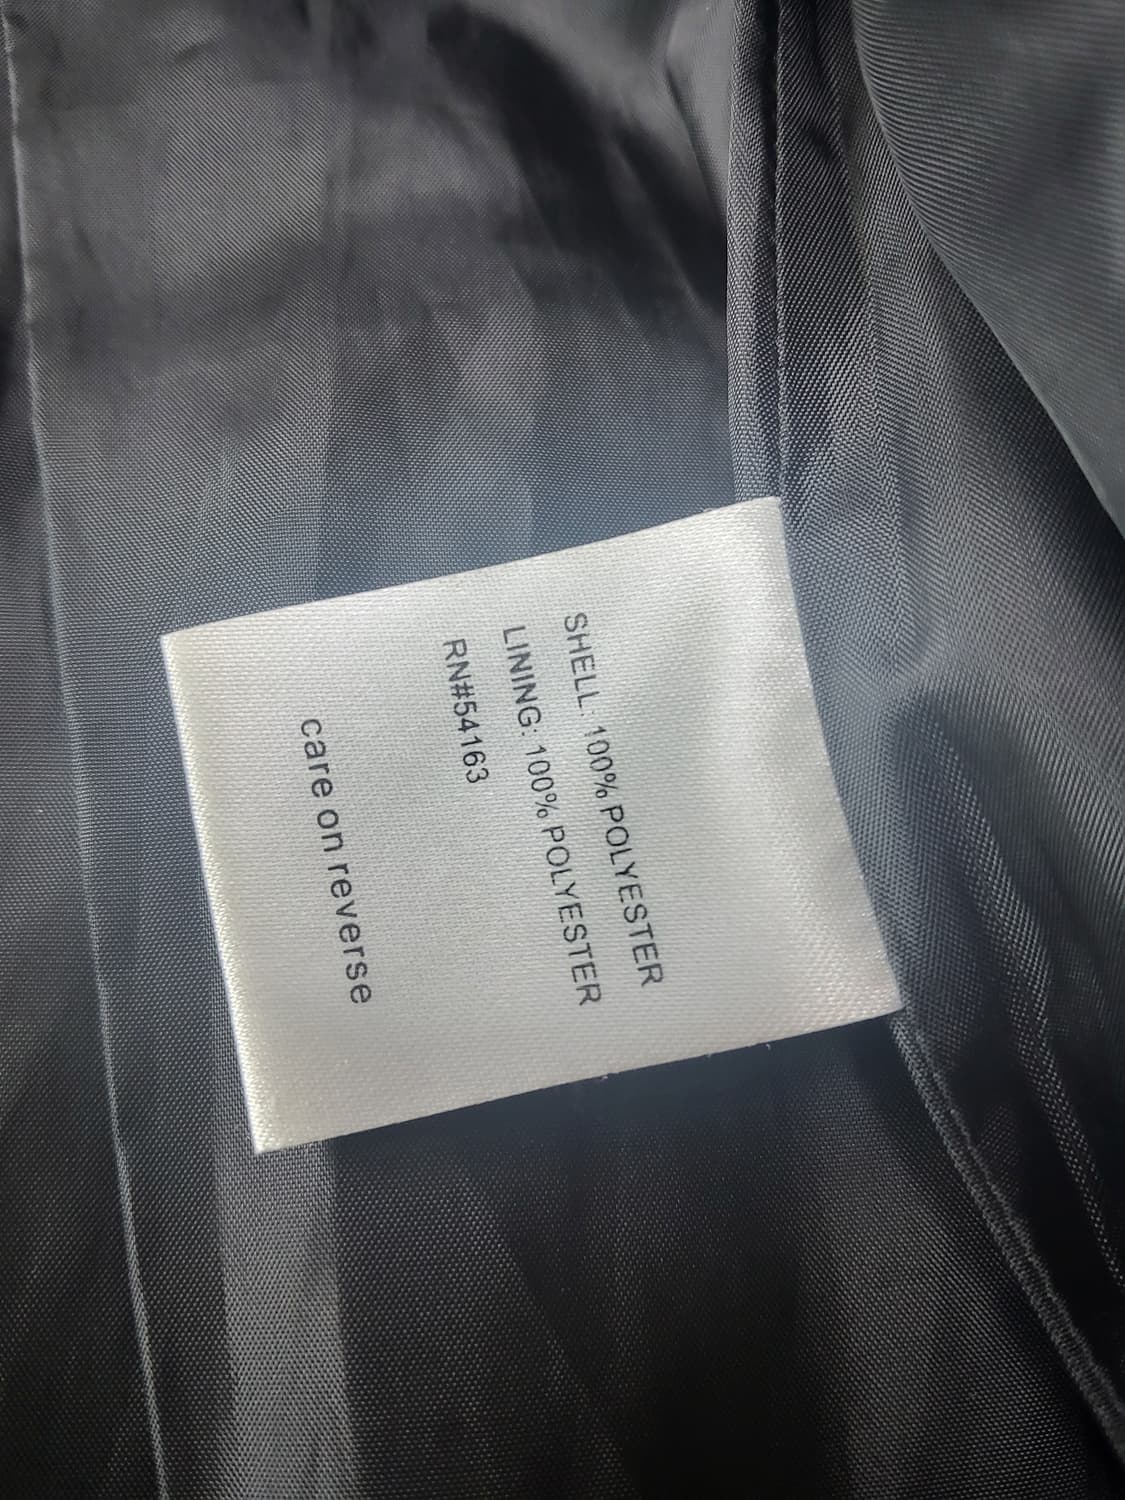 SHELL: 100% POLYESTER
LINING: 100% POLYESTER
RN#54163
care on reverse